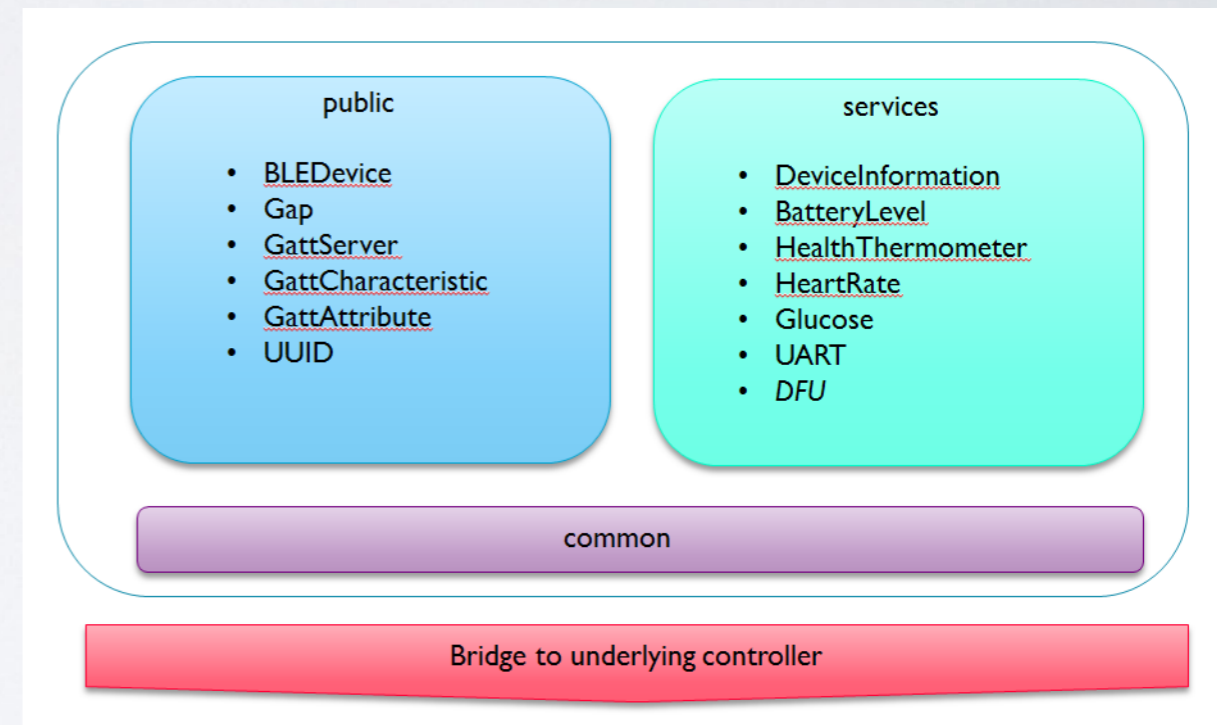 public
• BLEDevice
• Gap
• GattServer
• GattCharacteristic
• GattAttribute
• UUID
services
• DeviceInformation
• BatteryLevel
• HealthThermometer
• HeartRate
• Glucose
• UART
• DFU
common
Bridge to underlying controller